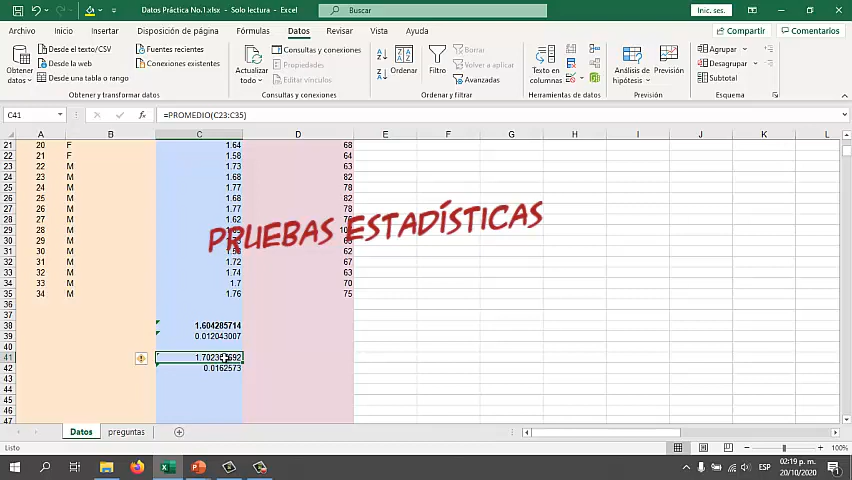 Datos Práctica No.1.xlsx - Solo lectura - Excel
Buscar
Inic. ses.
Archivo Inicio Insertar Disposición de página Fórmulas Datos Revisar Vista Ayuda
Compartir Comentarios
Obtener datos
Desde el texto/CSV
Desde la web
Desde una tabla o rango
Fuentes recientes
Conexiones existentes
Obtener y transformar datos
Actualizar todo
Consultas y conexiones
Propiedades
Editar vínculos
Consultas y conexiones
Ordenar
Filtro
Borrar
Volver a aplicar
Avanzadas
Ordenar y filtrar
Texto en columnas
Herramientas de datos
Análisis de hipótesis
Previsión
Previsión
Agrupar
Desagrupar
Subtotal
Esquema
C41
=PROMEDIO(C23:C35)
A B C D E F G H I J K L
21 20 F 1.64 68
22 21 F 1.58 64
23 22 M 1.73 63
24 23 M 1.68 82
25 24 M 1.77 78
26 25 M 1.68 82
27 26 M 1.77 78
28 27 M 1.62
29 28 M
30 29 M
31 30 M 62
32 31 M 1.72 67
33 32 M 1.74 63
34 33 M 1.7 70
35 34 M 1.76 75
36
37
38 1.604285714
39 0.012043007
40
41
42 0.0162573
43
44
45
46
47
PRUEBAS ESTADÍSTICAS
Datos preguntas
Listo
100%
ESP
02:19 p. m.
20/10/2020